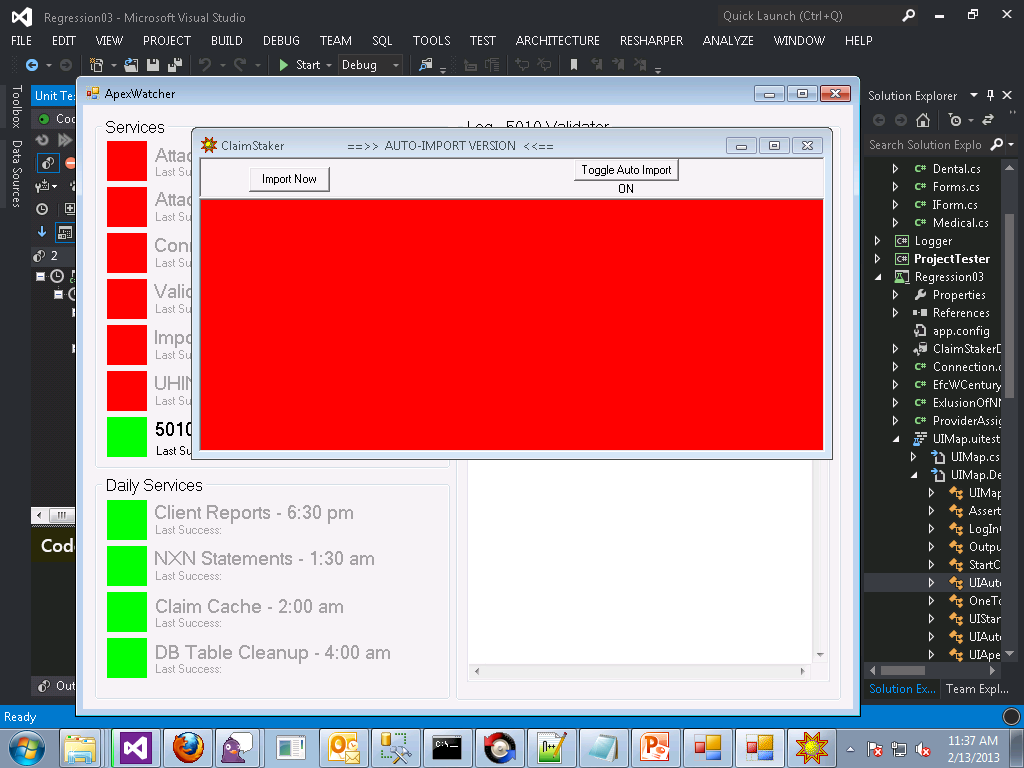 Regression03 - Microsoft Visual Studio
Quick Launch (Ctrl+Q)
FILE EDIT VIEW PROJECT BUILD DEBUG TEAM SQL TOOLS TEST ARCHITECTURE RESHARPER ANALYZE WINDOW HELP
Start Debug
Toolbox
Data Sources
Unit Te
2
ApexWatcher
Services
Log - 5010 Validator
Attac
Last Su
Attac
Last Su
Conn
Last Su
Valid
Last Su
Impo
Last Su
UHIN
Last Su
5010
Last Su
ClaimStaker ==>> AUTO-IMPORT VERSION <<==
Import Now
Toggle Auto Import
ON
Daily Services
Client Reports - 6:30 pm
Last Success:
NXN Statements - 1:30 am
Last Success:
Claim Cache - 2:00 am
Last Success:
DB Table Cleanup - 4:00 am
Last Success:
Code
Out
Solution Explorer
Search Solution Explo
Dental.cs
Forms.cs
IForm.cs
Medical.cs
Logger
ProjectTester
Regression03
Properties
References
app.config
ClaimStakerD
Connection.c
EfcWCentury
ExlusionOfNN
ProviderAssig
UIMap.uitest
UIMap.cs
UIMap.De
UIMap
Assert
LogIn
Outpu
StartC
UIAuto
OneTo
UIStar
UIAuto
UIApe
Solution Ex... Team Expl...
Ready
11:37 AM
2/13/2013